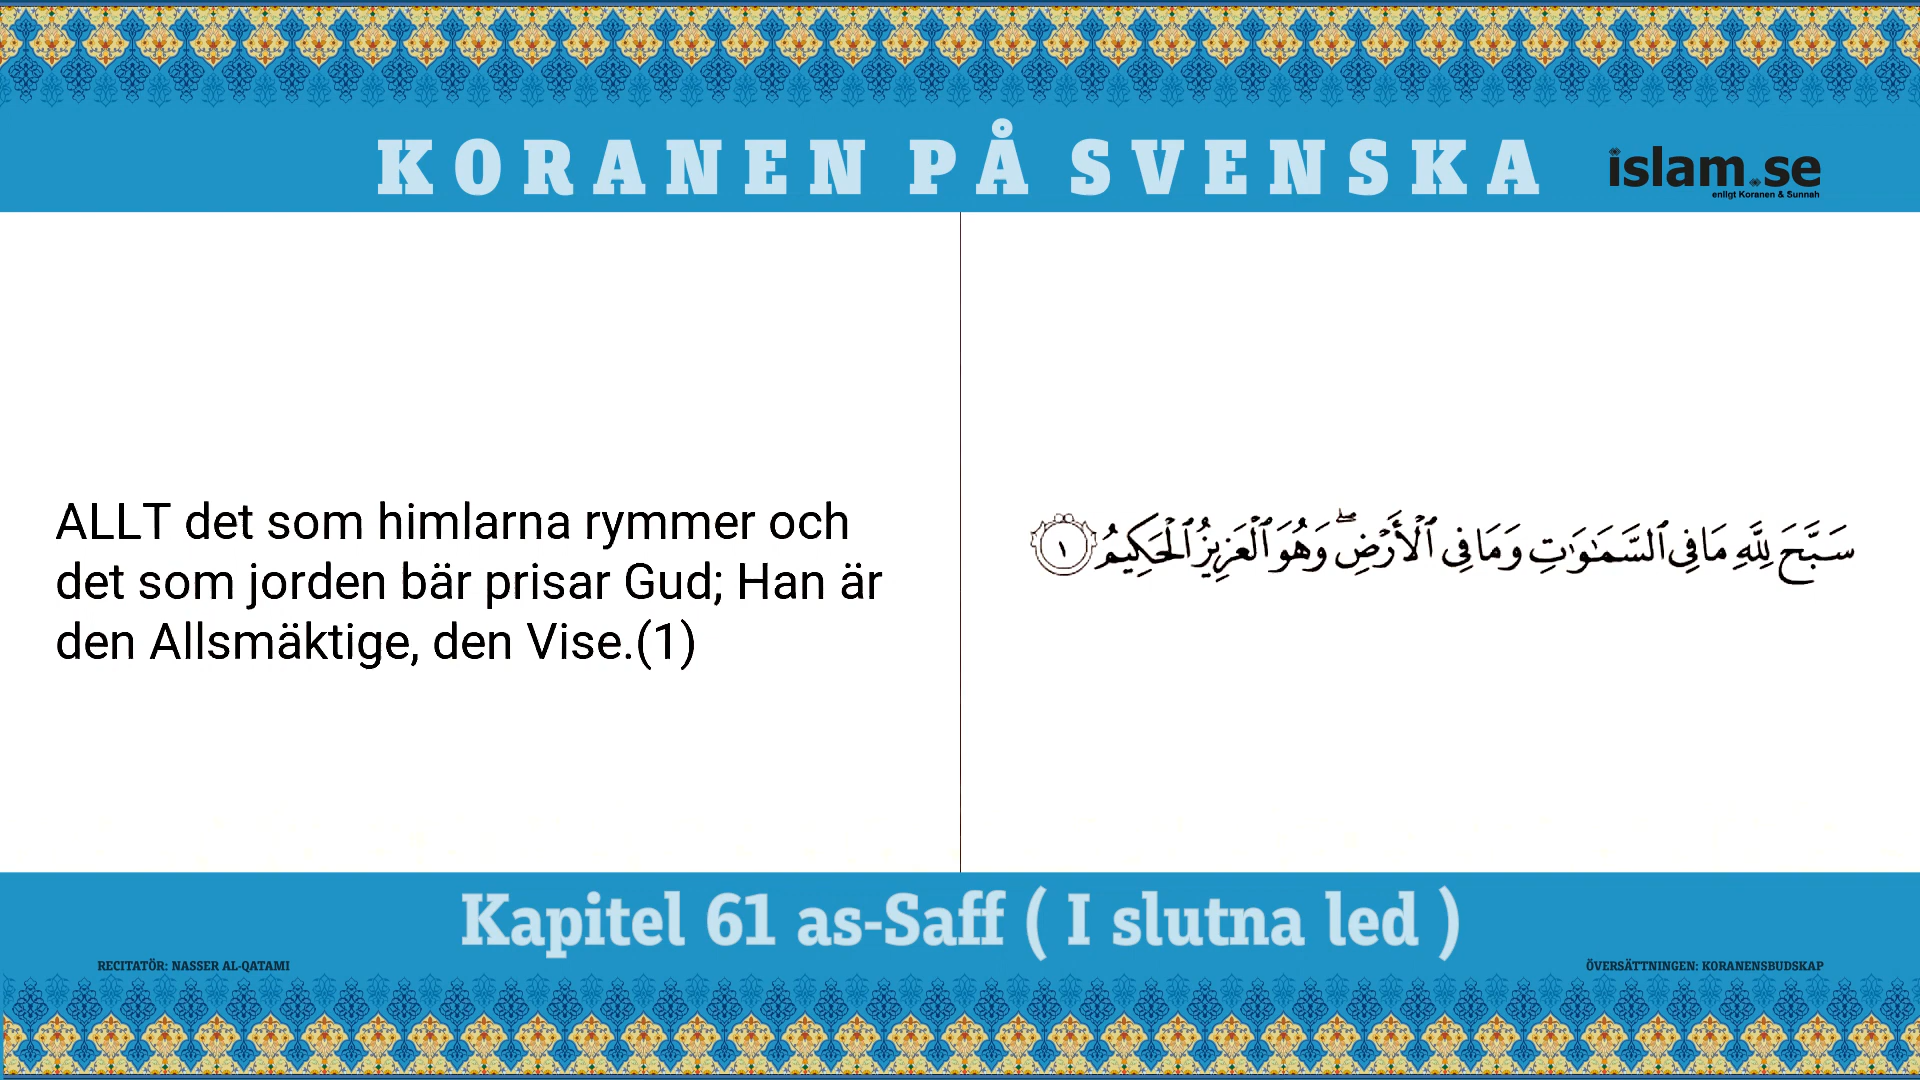 KORANEN PÅ SVENSKA
islam.se
enligt Koranen & Sunnah
ALLT det som himlarna rymmer och
det som jorden bär prisar Gud; Han är
den Allsmäktige, den Vise.(1)
سَبَّحَ لِلَّهِ مَا فِى ٱلسَّمَـٰوَٰتِ وَمَا فِى ٱلْأَرْضِ ۖ وَهُوَ ٱلْعَزِيزُ ٱلْحَكِيمُ ١
Kapitel 61 as-Saff ( I slutna led )
RECITATÖR: NASSER AL-QATAMI
ÖVERSÄTTNINGEN: KORANENSBUDSKAP